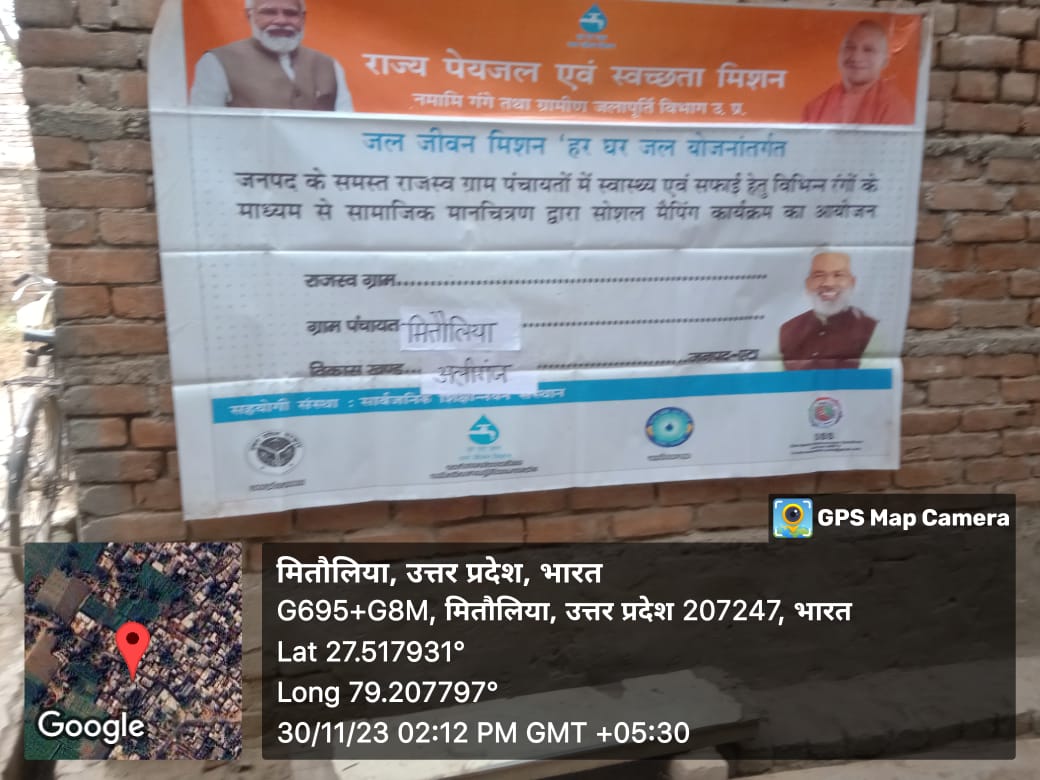 राज्य पेयजल एवं स्वच्छता मिशन
नमामि गंगे तथा ग्रामीण जलापूर्ति विभाग उ. प्र.
जल जीवन मिशन 'हर घर जल योजनांतर्गत
जनपद के समस्त राजस्व ग्राम पंचायतों में स्वास्थ्य एवं सफाई हेतु विभिन्न रंगों के
माध्यम से सामाजिक मानचित्रण द्वारा सोशल मैपिंग कार्यक्रम का आयोजन
राजस्व ग्राम
ग्राम पंचायत मितौलिया
विकास खण्ड... अलीगंज जनपद-एटा
सहयोगी संस्था : सार्वजनिक शिक्षोन्नयन संस्थान
GPS Map Camera
मितौलिया, उत्तर प्रदेश, भारत
G695+G8M, मितौलिया, उत्तर प्रदेश 207247, भारत
Lat 27.517931°
Long 79.207797°
30/11/23 02:12 PM GMT +05:30
Google